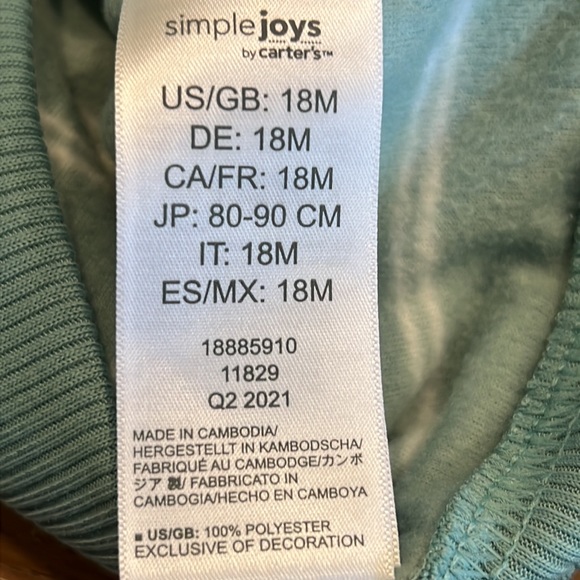 simple joys
by carter's™
US/GB: 18M
DE: 18M
CA/FR: 18M
JP: 80-90 CM
IT: 18M
ES/MX: 18M
18885910
11829
Q2 2021
MADE IN CAMBODIA/
HERGESTELLT IN KAMBODSCHA/
FABRIQUÉ AU CAMBODGE/カンボ
ジア 製/ FABBRICATO IN
CAMBOGIA/HECHO EN CAMBOYA
■ US/GB: 100% POLYESTER
EXCLUSIVE OF DECORATION